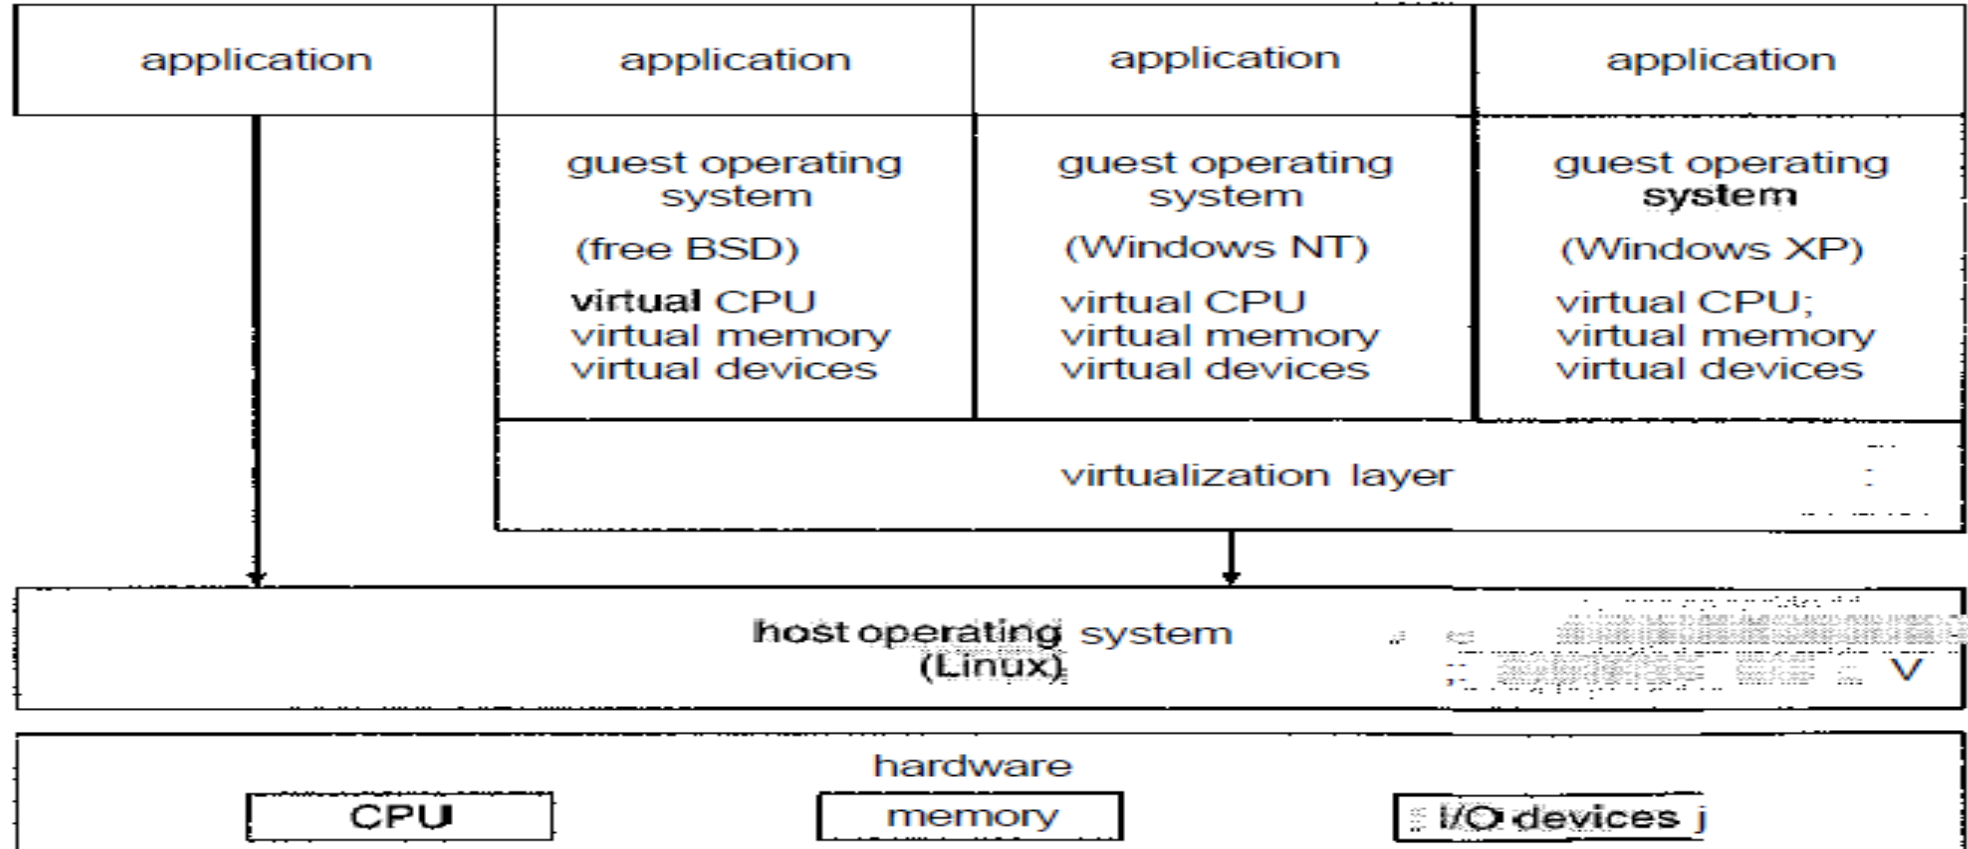 application
application
application
application
guest operating
system
(free BSD)
virtual CPU
virtual memory
virtual devices
guest operating
system
(Windows NT)
virtual CPU
virtual memory
virtual devices
guest operating
system
(Windows XP)
virtual CPU;
virtual memory
virtual devices
virtualization layer
host operating system
(Linux)
V
hardware
CPU
memory
I/O devices j